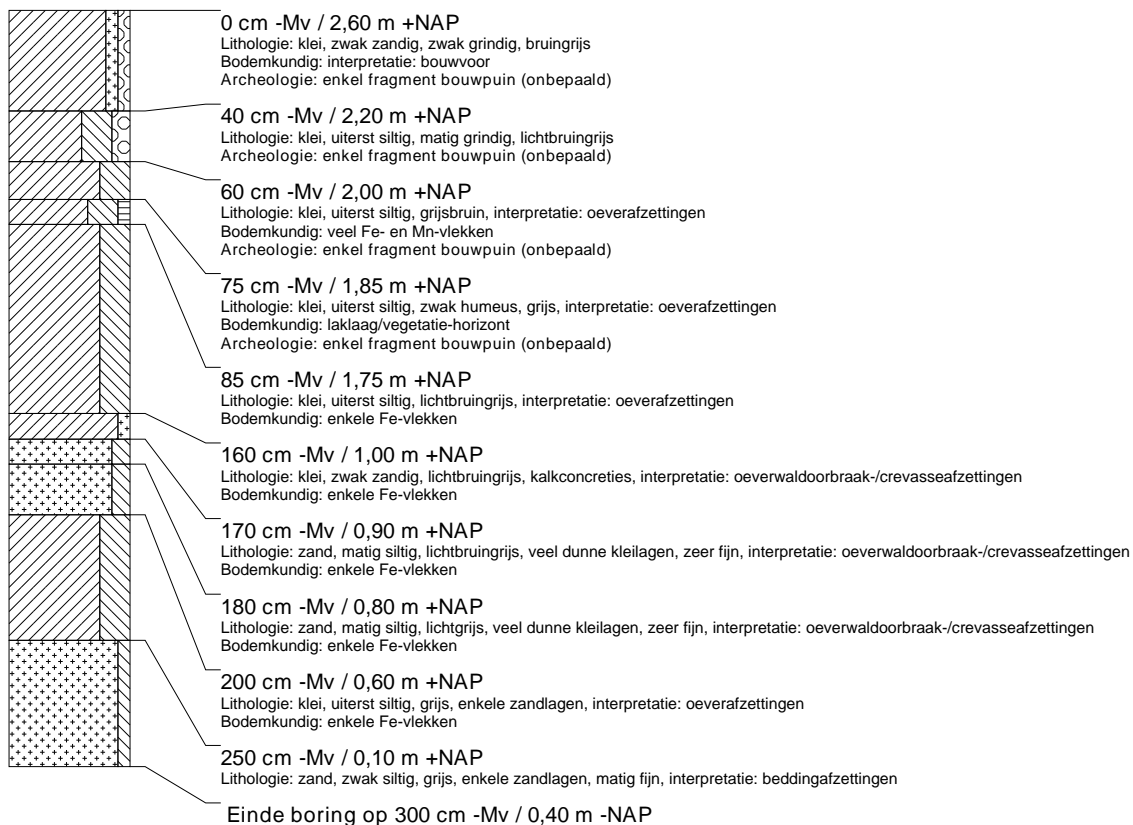 0 cm -Mv / 2,60 m +NAP
Lithologie: klei, zwak zandig, zwak grindig, bruingrijs
Bodemkundig: interpretatie: bouwvoor
Archeologie: enkel fragment bouwpuin (onbepaald)
40 cm -Mv / 2,20 m +NAP
Lithologie: klei, uiterst siltig, matig grindig, lichtbruingrijs
Archeologie: enkel fragment bouwpuin (onbepaald)
60 cm -Mv / 2,00 m +NAP
Lithologie: klei, uiterst siltig, grijsbruin, interpretatie: oeverafzettingen
Bodemkundig: veel Fe- en Mn-vlekken
Archeologie: enkel fragment bouwpuin (onbepaald)
75 cm -Mv / 1,85 m +NAP
Lithologie: klei, uiterst siltig, zwak humeus, grijs, interpretatie: oeverafzettingen
Bodemkundig: laklaag/vegetatie-horizont
Archeologie: enkel fragment bouwpuin (onbepaald)
85 cm -Mv / 1,75 m +NAP
Lithologie: klei, uiterst siltig, lichtbruingrijs, interpretatie: oeverafzettingen
Bodemkundig: enkele Fe-vlekken
160 cm -Mv / 1,00 m +NAP
Lithologie: klei, zwak zandig, lichtbruingrijs, kalkconcreties, interpretatie: oeverwaldoorbraak-/crevasseafzettingen
Bodemkundig: enkele Fe-vlekken
170 cm -Mv / 0,90 m +NAP
Lithologie: zand, matig siltig, lichtbruingrijs, veel dunne kleilagen, zeer fijn, interpretatie: oeverwaldoorbraak-/crevasseafzettingen
Bodemkundig: enkele Fe-vlekken
180 cm -Mv / 0,80 m +NAP
Lithologie: zand, matig siltig, lichtgrijs, veel dunne kleilagen, zeer fijn, interpretatie: oeverwaldoorbraak-/crevasseafzettingen
Bodemkundig: enkele Fe-vlekken
200 cm -Mv / 0,60 m +NAP
Lithologie: klei, uiterst siltig, grijs, enkele zandlagen, interpretatie: oeverafzettingen
Bodemkundig: enkele Fe-vlekken
250 cm -Mv / 0,10 m +NAP
Lithologie: zand, zwak siltig, grijs, enkele zandlagen, matig fijn, interpretatie: beddingafzettingen
Einde boring op 300 cm -Mv / 0,40 m -NAP